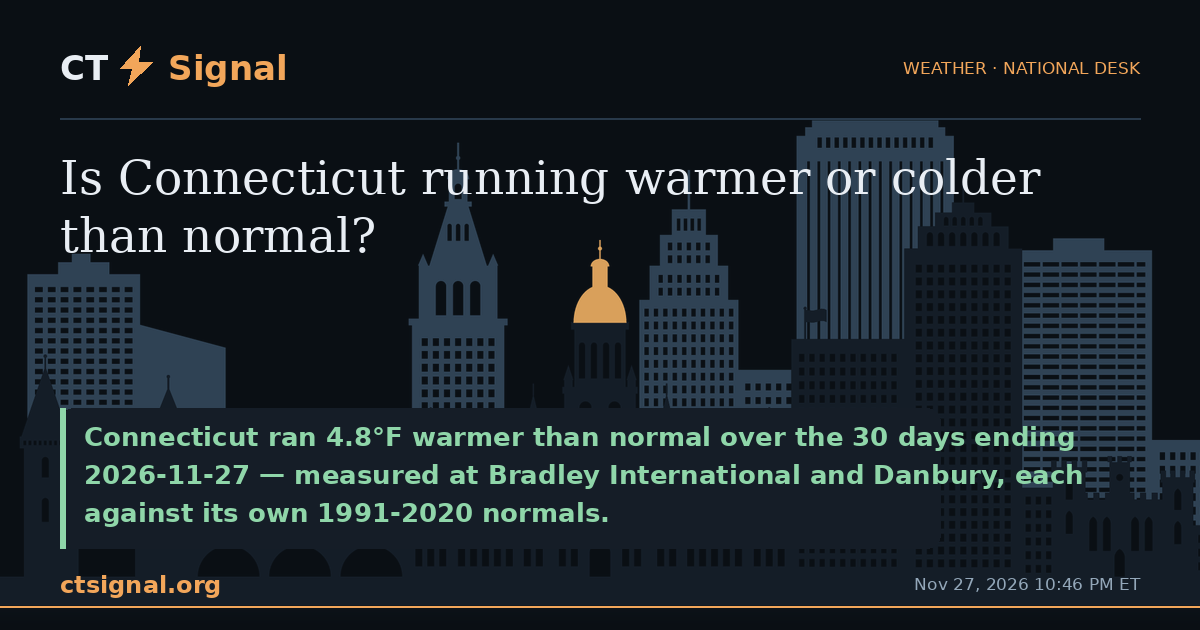 CT Signal
WEATHER · NATIONAL DESK
Is Connecticut running warmer or colder
than normal?
Connecticut ran 4.8°F warmer than normal over the 30 days ending
2026-11-27 — measured at Bradley International and Danbury, each
against its own 1991-2020 normals.
ctsignal.org
Nov 27, 2026 10:46 PM ET